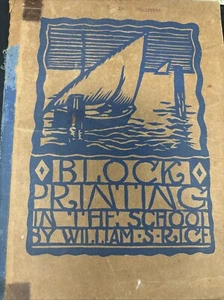 BLOCK
PRINTING
IN THE SCHOOL
BY WILLIAM·S·RICE